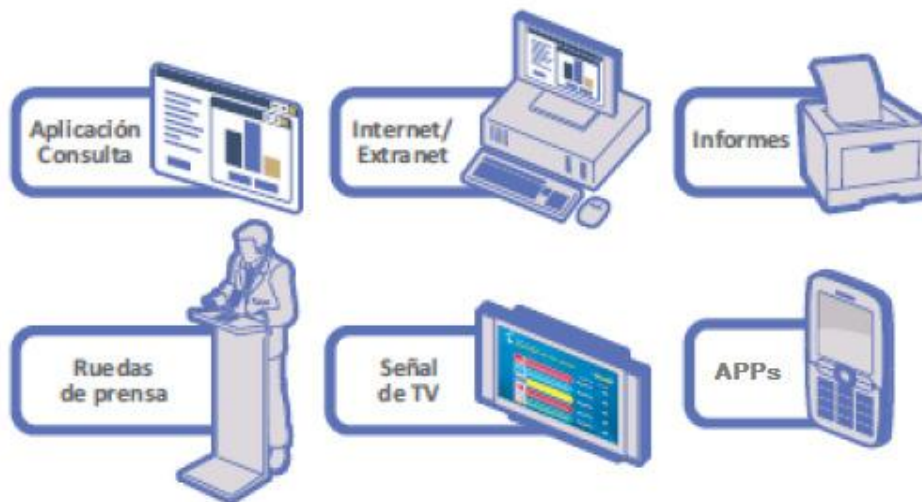 Aplicación
Consulta
Internet/
Extranet
Informes
Ruedas
de prensa
Señal
de TV
APPs